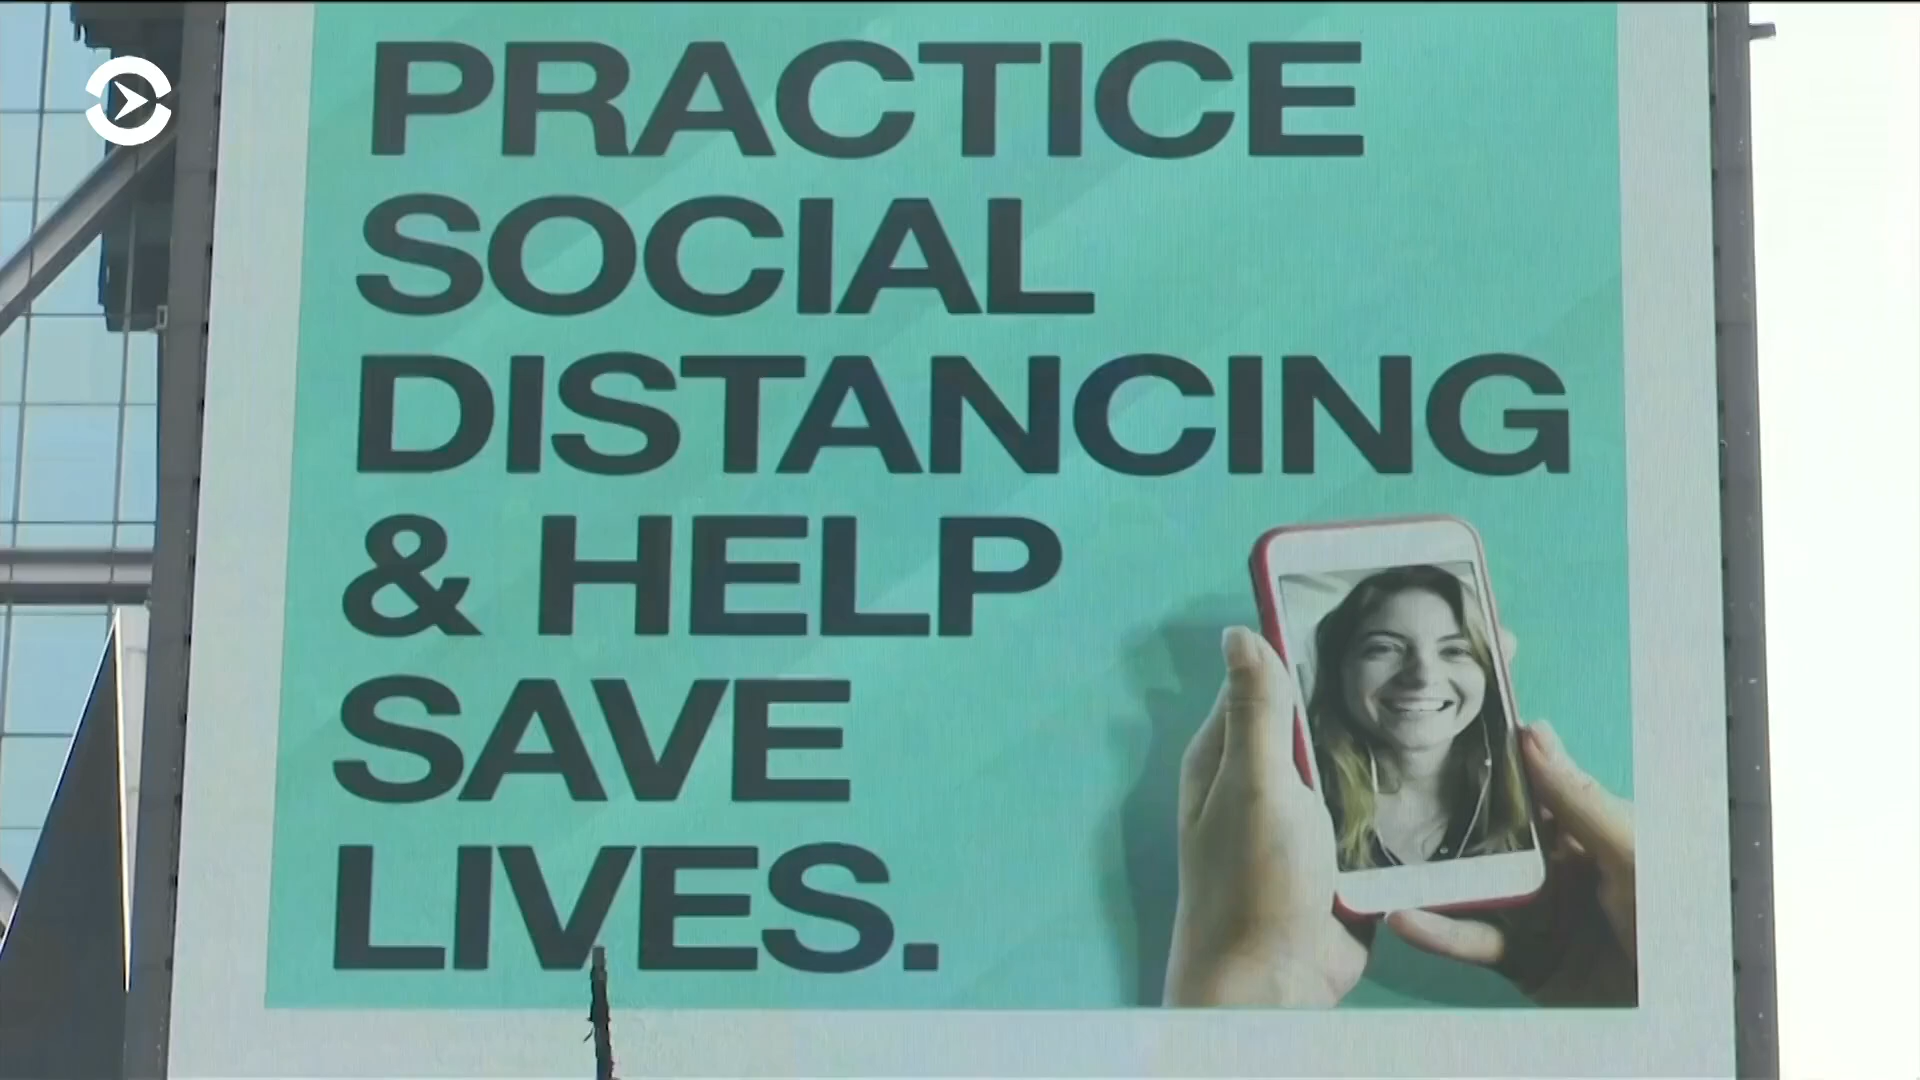 PRACTICE
SOCIAL
DISTANCING
& HELP
SAVE
LIVES.